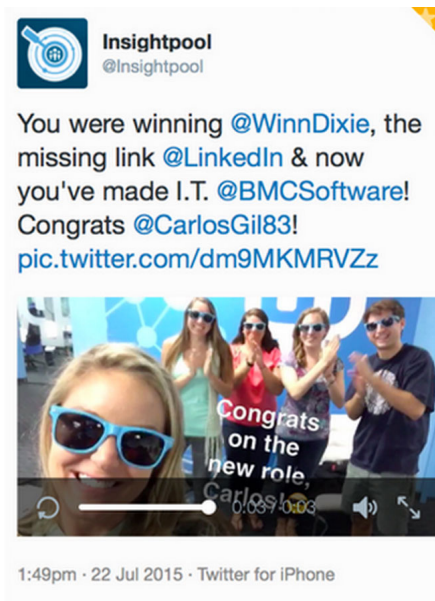 Insightpool
@Insightpool
You were winning @WinnDixie, the
missing link @LinkedIn & now
you've made I.T. @BMCSoftware!
Congrats @CarlosGil83!
pic.twitter.com/dm9MKMRVZz
Congrats
on the
new role,
Carlos!
0:03 / 0:03
1:49pm · 22 Jul 2015 · Twitter for iPhone